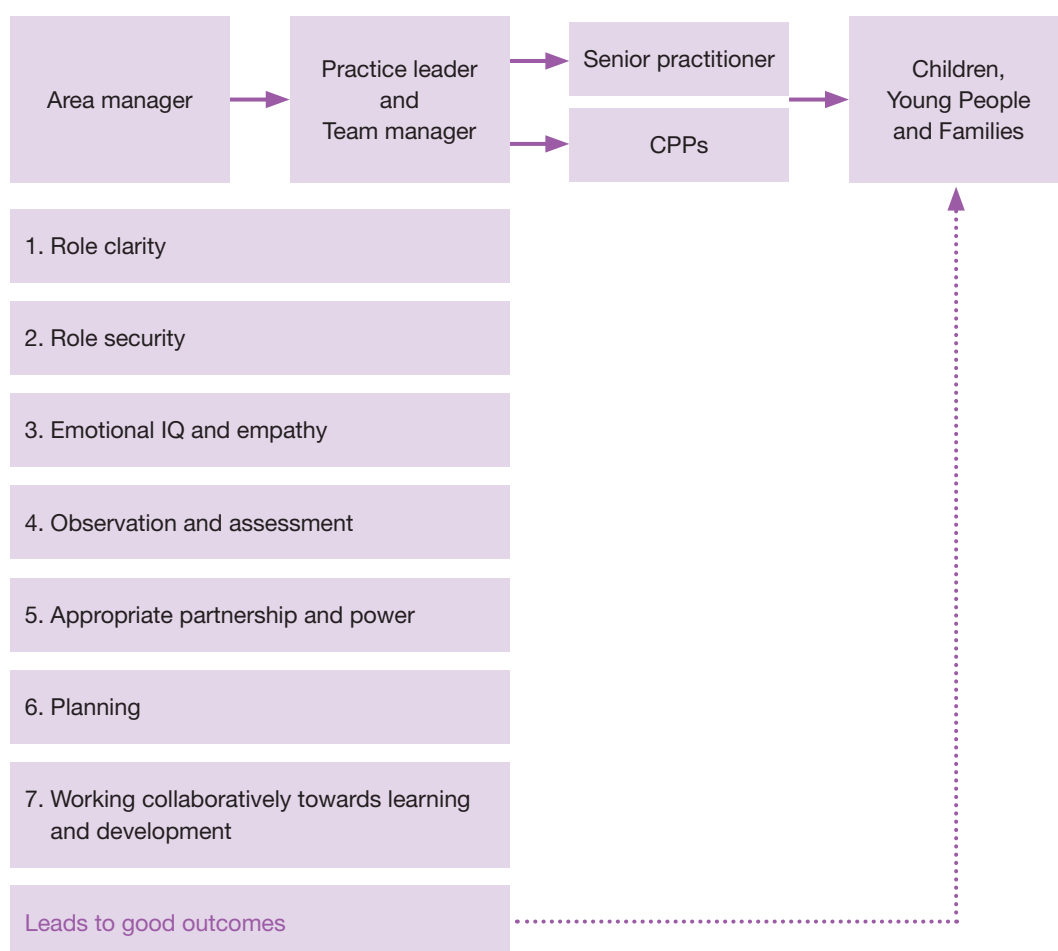 Area manager
Practice leader
and
Team manager
Senior practitioner
CPPs
Children,
Young People
and Families
1. Role clarity
2. Role security
3. Emotional IQ and empathy
4. Observation and assessment
5. Appropriate partnership and power
6. Planning
7. Working collaboratively towards learning
and development
Leads to good outcomes